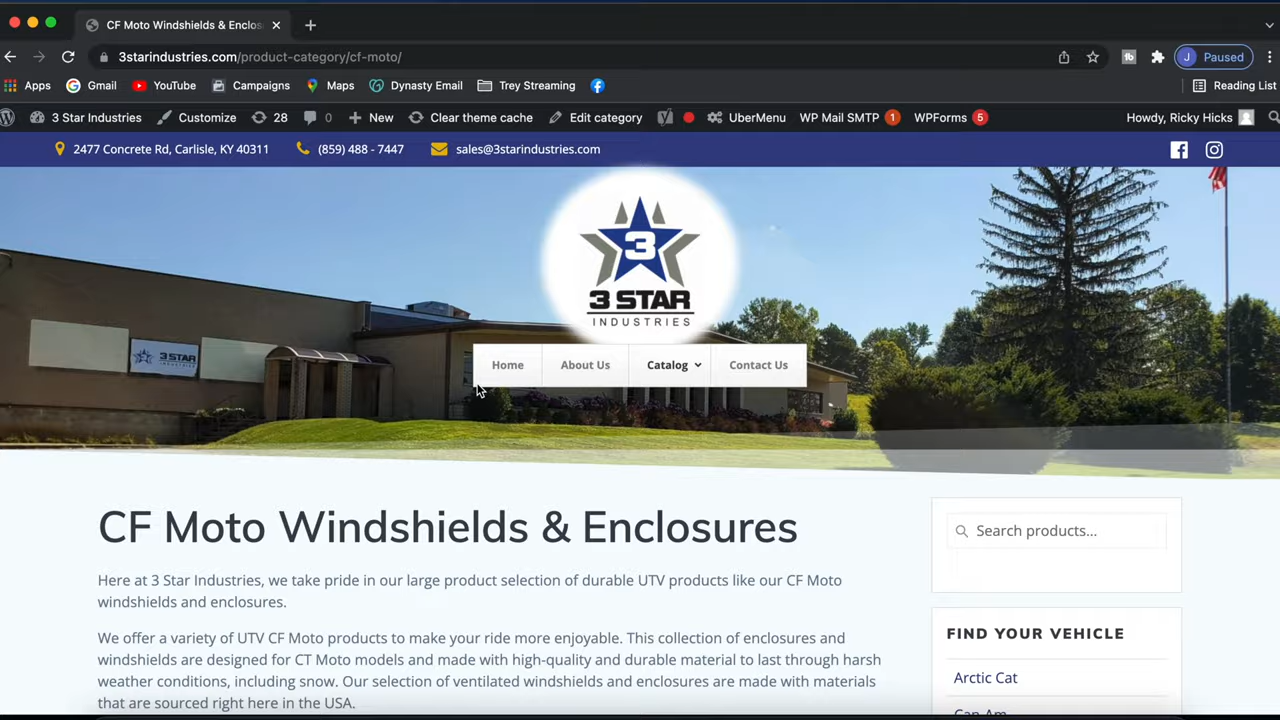 CF Moto Windshields & Enclos
3starindustries.com/product-category/cf-moto/
J Paused
Apps Gmail YouTube Campaigns Maps Dynasty Email Trey Streaming Reading List
3 Star Industries Customize 28 0 New Clear theme cache Edit category UberMenu WP Mail SMTP 1 WPForms 5 Howdy, Ricky Hicks
2477 Concrete Rd, Carlisle, KY 40311 (859) 488 - 7447 sales@3starindustries.com
3
3 STAR
INDUSTRIES
3 STAR
Home About Us Catalog Contact Us
CF Moto Windshields & Enclosures
Search products...
Here at 3 Star Industries, we take pride in our large product selection of durable UTV products like our CF Moto
windshields and enclosures.
We offer a variety of UTV CF Moto products to make your ride more enjoyable. This collection of enclosures and
windshields are designed for CT Moto models and made with high-quality and durable material to last through harsh
weather conditions, including snow. Our selection of ventilated windshields and enclosures are made with materials
that are sourced right here in the USA.
FIND YOUR VEHICLE
Arctic Cat
Can Am